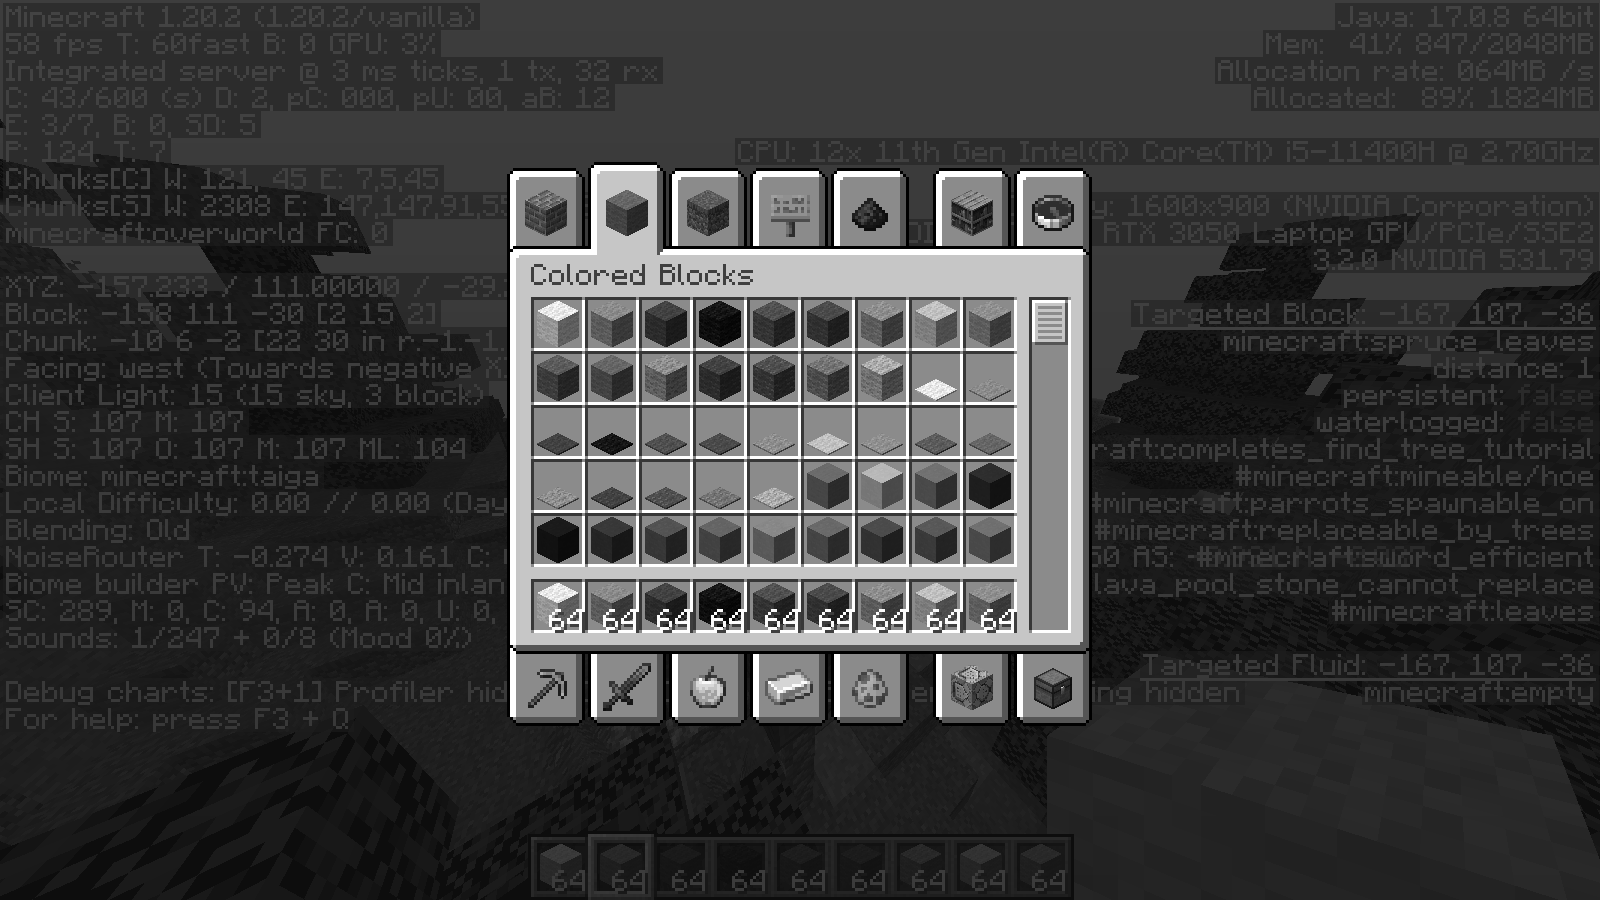 Minecraft 1.20.2 (1.20.2/vanilla)
58 fps T: 60fast B: 0 GPU: 3%
Integrated server @ 3 ms ticks, 1 tx, 32 rx
C: 43/600 (s) D: 2, pC: 000, pU: 00, aB: 12
E: 3/7, B: 0, SD: 5
P: 124. T: 7
Chunks[C] W: 121, 45 E: 7,5,45
Chunks[S] W: 2308 E: 147,147,91,55
minecraft:overworld FC: 0
XYZ: -157.233 / 111.00000 / -29.
Block: -158 111 -30 [2 15 2]
Chunk: -10 6 -2 [22 30 in r.-1.-1.
Facing: west (Towards negative X
Client Light: 15 (15 sky, 3 block)
CH S: 107 M: 107
SH S: 107 O: 107 M: 107 ML: 104
Biome: minecraft:taiga
Local Difficulty: 0.00 // 0.00 (Day
Blending: Old
NoiseRouter T: -0.274 V: 0.161 C:
Biome builder PV: Peak C: Mid inlan
SC: 289, M: 0, C: 94, A: 0, A: 0, U: 0,
Sounds: 1/247 + 0/8 (Mood 0%)
Debug charts: [F3+1] Profiler hid
For help: press F3 + Q
Java: 17.0.8 64bit
Mem: 41% 847/2048MB
Allocation rate: 064MB /s
Allocated: 89% 1824MB
CPU: 12x 11th Gen Intel(R) Core(TM) i5-11400H @ 2.70GHz
y: 1600x900 (NVIDIA Corporation)
RTX 3050 Laptop GPU/PCIe/SSE2
3.2.0 NVIDIA 531.79
Targeted Block: -167, 107, -36
minecraft:spruce_leaves
distance: 1
persistent: false
waterlogged: false
raft:completes_find_tree_tutorial
#minecraft:mineable/hoe
#minecraft:parrots_spawnable_on
#minecraft:replaceable_by_trees
50 AS: -#minecraft:sword_efficient
lava_pool_stone_cannot_replace
#minecraft:leaves
Targeted Fluid: -167, 107, -36
ng hidden minecraft:empty
Colored Blocks
64 64 64 64 64 64 64 64 64
64 64 64 64 64 64 64 64 64